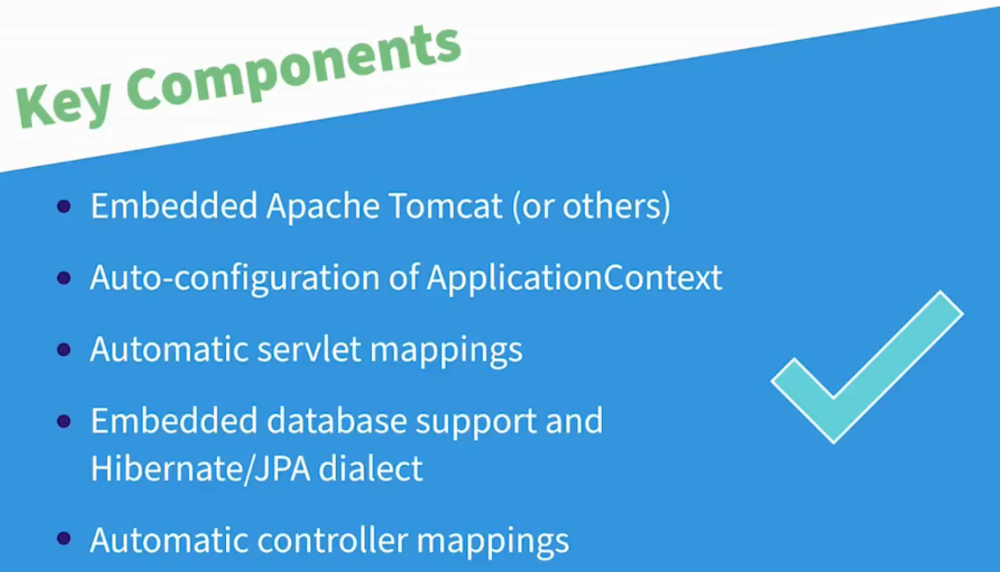 Key Components
Embedded Apache Tomcat (or others)
Auto-configuration of ApplicationContext
Automatic servlet mappings
Embedded database support and
Hibernate/JPA dialect
Automatic controller mappings